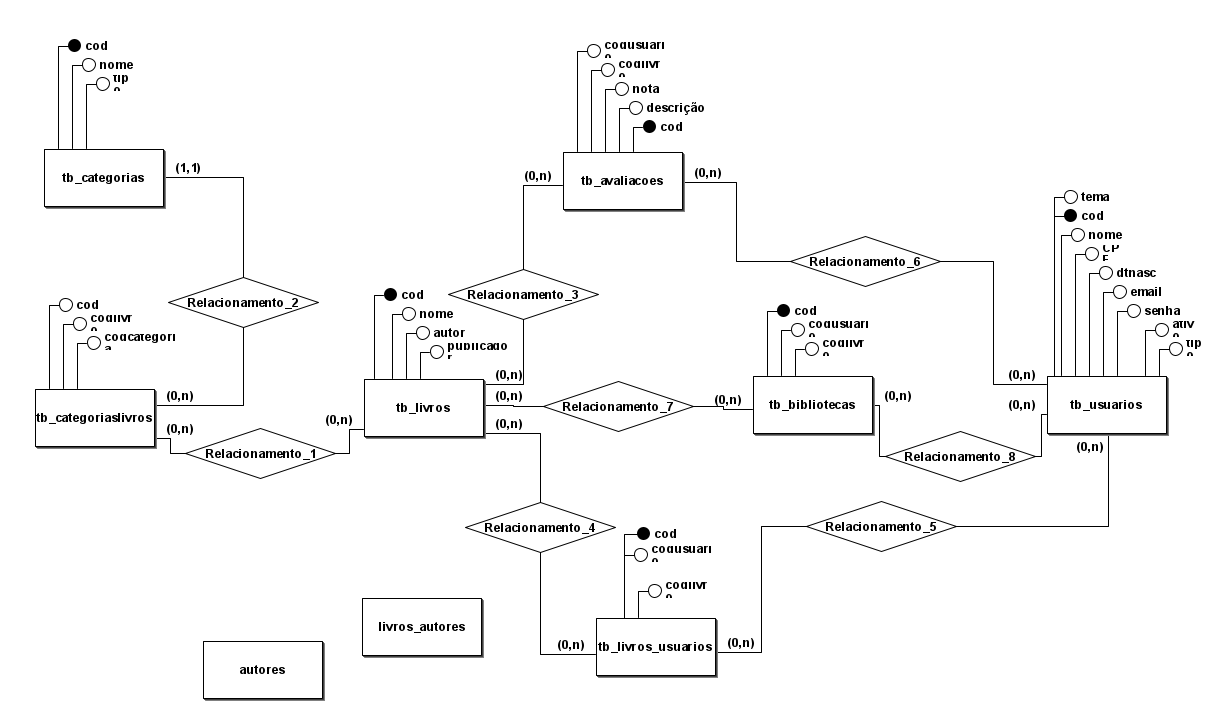 cod
nome
tip
o
tb_categorias
(1,1)
Relacionamento_2
cod
codlivr
o
codcategori
a
tb_categoriaslivros
(0,n)
(0,n)
Relacionamento_1
(0,n)
cod
nome
autor
publicado
r
tb_livros
(0,n)
(0,n)
(0,n)
Relacionamento_3
(0,n)
codusuari
o
codlivr
o
nota
descrição
cod
tb_avaliacoes
(0,n)
Relacionamento_6
(0,n)
Relacionamento_7
(0,n)
cod
codusuari
o
codlivr
o
tb_bibliotecas
(0,n)
Relacionamento_8
(0,n)
tema
cod
nome
CP
F
dtnasc
email
senha
ativ
o
tip
o
tb_usuarios
(0,n)
Relacionamento_5
(0,n)
Relacionamento_4
(0,n)
cod
codusuari
o
codlivr
o
tb_livros_usuarios
livros_autores
autores